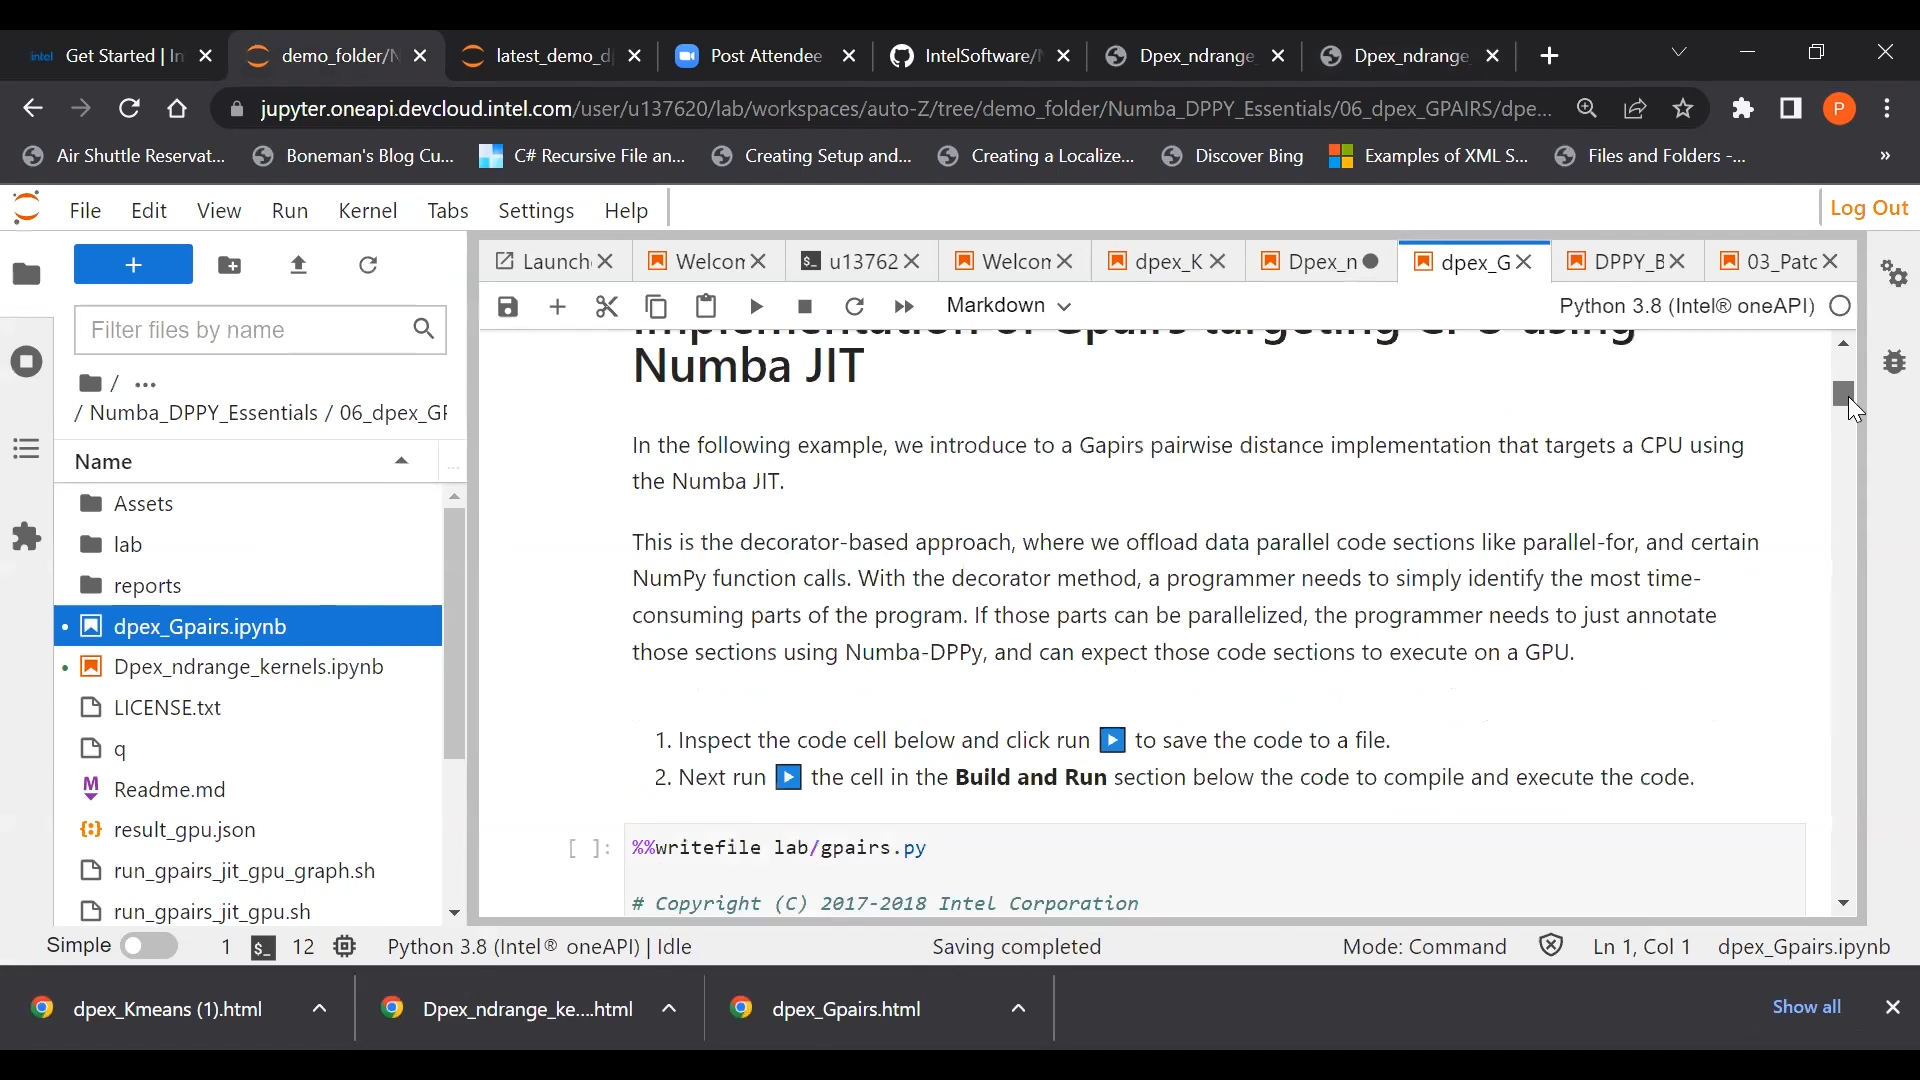 intel Get Started | In
demo_folder/N
latest_demo_d
Post Attendee
IntelSoftware/N
Dpex_ndrange_
Dpex_ndrange_
jupyter.oneapi.devcloud.intel.com/user/u137620/lab/workspaces/auto-Z/tree/demo_folder/Numba_DPPY_Essentials/06_dpex_GPAIRS/dpe...
P
Air Shuttle Reservat...
Boneman's Blog Cu...
C# Recursive File an...
Creating Setup and...
Creating a Localize...
Discover Bing
Examples of XML S...
Files and Folders -...
»
File Edit View Run Kernel Tabs Settings Help
Log Out
Launch
Welcon
u13762
Welcon
dpex_K
Dpex_n
dpex_G
DPPY_B
03_Patc
Markdown
Python 3.8 (Intel® oneAPI)
Filter files by name
/ ...
/ Numba_DPPY_Essentials / 06_dpex_GP
Name
Assets
lab
reports
dpex_Gpairs.ipynb
Dpex_ndrange_kernels.ipynb
LICENSE.txt
q
Readme.md
result_gpu.json
run_gpairs_jit_gpu_graph.sh
run_gpairs_jit_gpu.sh
Implementation of Gpairs targeting CPU using
Numba JIT
In the following example, we introduce to a Gapirs pairwise distance implementation that targets a CPU using
the Numba JIT.
This is the decorator-based approach, where we offload data parallel code sections like parallel-for, and certain
NumPy function calls. With the decorator method, a programmer needs to simply identify the most time-
consuming parts of the program. If those parts can be parallelized, the programmer needs to just annotate
those sections using Numba-DPPy, and can expect those code sections to execute on a GPU.
1. Inspect the code cell below and click run to save the code to a file.
2. Next run the cell in the Build and Run section below the code to compile and execute the code.
[ ]: %%writefile lab/gpairs.py
# Copyright (C) 2017-2018 Intel Corporation
Simple 1 $_ 12 Python 3.8 (Intel® oneAPI) | Idle
Saving completed
Mode: Command
Ln 1, Col 1
dpex_Gpairs.ipynb
dpex_Kmeans (1).html
Dpex_ndrange_ke....html
dpex_Gpairs.html
Show all